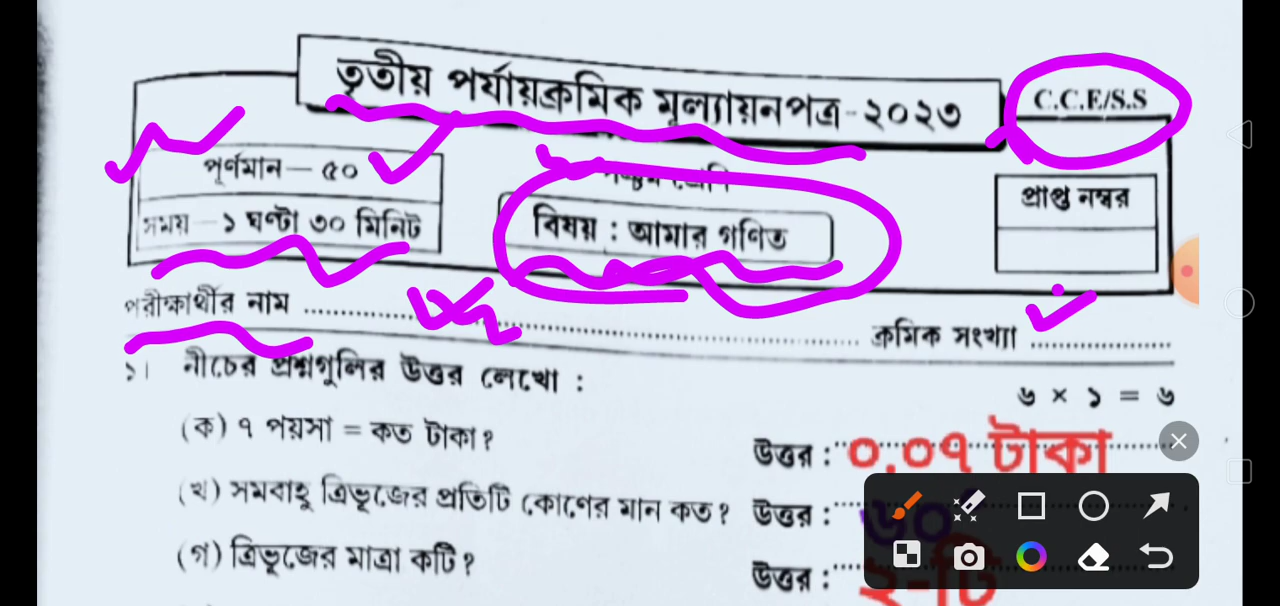 তৃতীয় পর্যায়ক্রমিক মূল্যায়নপত্র-২০২৩
C.C.E/S.S
পূর্ণমান— ৫০
সময় - ১ ঘণ্টা ৩০ মিনিট
বিষয় : আমার গণিত
প্রাপ্ত নম্বর
পরীক্ষার্থীর নাম
ক্রমিক সংখ্যা
১। নীচের প্রশ্নগুলির উত্তর লেখো :
৬ × ১ = ৬
(ক) ৭ পয়সা = কত টাকা?
উত্তর : ০.০৭ টাকা
(খ) সমবাহু ত্রিভূজের প্রতিটি কোণের মান কত?
উত্তর :
(গ) ত্রিভূজের মাত্রা কটি?
উত্তর : ২-টি